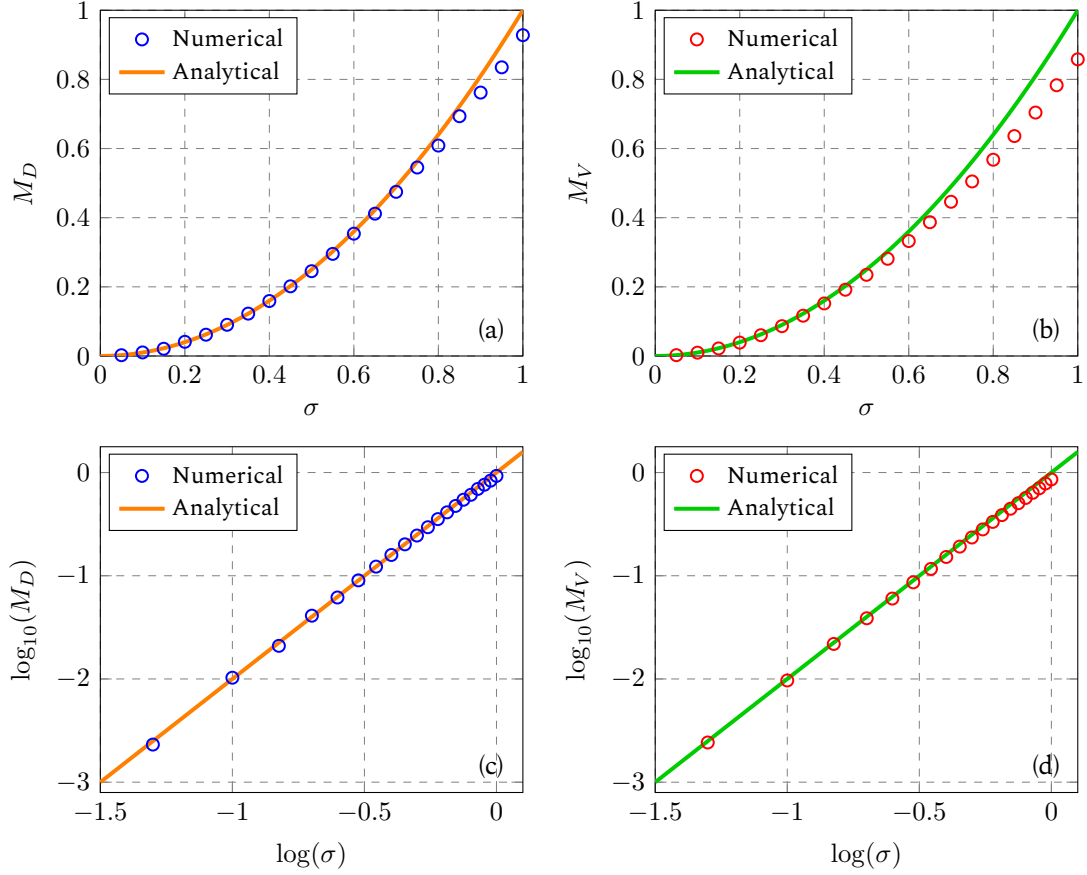 1
0.8
0.6
0.4
0.2
0
0
0.2
0.4
0.6
0.8
1
M_D
σ
Numerical
Analytical
(a)
1
0.8
0.6
0.4
0.2
0
0
0.2
0.4
0.6
0.8
1
M_V
σ
Numerical
Analytical
(b)
0
−1
−2
−3
−1.5
−1
−0.5
0
log₁₀(M_D)
log(σ)
Numerical
Analytical
(c)
0
−1
−2
−3
−1.5
−1
−0.5
0
log₁₀(M_V)
log(σ)
Numerical
Analytical
(d)